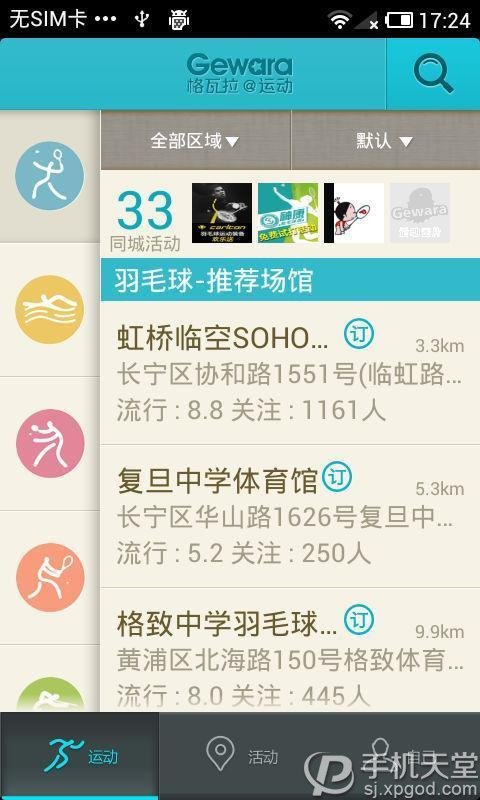 无SIM卡 ••• 17:24
Gewara
格瓦拉@运动
全部区域▼ 默认▼
33
同城活动
carlcon
羽毛球运动装备
欢乐送
神康
免费试打活动
Gewara
羽毛球-推荐场馆
虹桥临空SOHO... 订
3.3km
长宁区协和路1551号(临虹路...
流行 : 8.8 关注 : 1161人
复旦中学体育馆 订
5.3km
长宁区华山路1626号复旦中...
流行 : 5.2 关注 : 250人
格致中学羽毛球... 订
9.9km
黄浦区北海路150号格致体育...
流行 : 8.0 关注 : 445人
运动 活动 自己
手机天堂
sj.xpgod.com